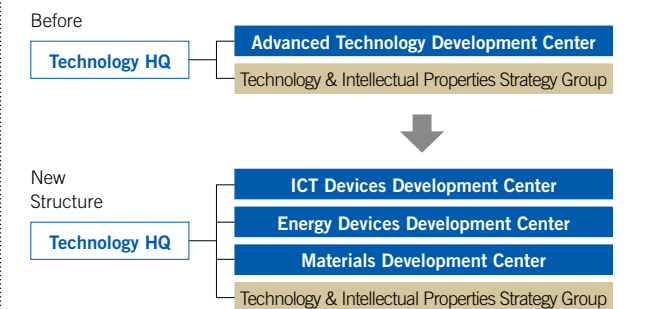 Before
Technology HQ
Advanced Technology Development Center
Technology & Intellectual Properties Strategy Group
New
Structure
Technology HQ
ICT Devices Development Center
Energy Devices Development Center
Materials Development Center
Technology & Intellectual Properties Strategy Group